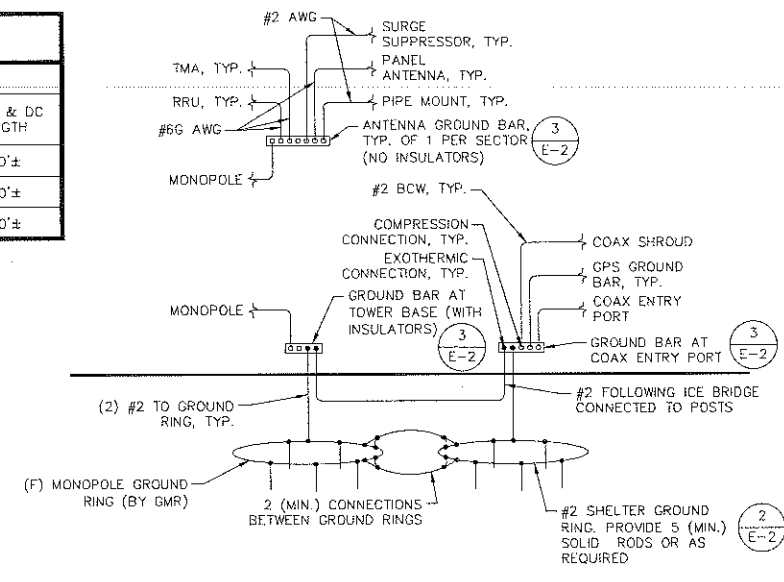 & DC
GTH
0'±
0'±
0'±
#2 AWG
SURGE
SUPPRESSOR, TYP.
TMA, TYP.
PANEL
ANTENNA, TYP.
RRU, TYP.
PIPE MOUNT, TYP.
#6G AWG
ANTENNA GROUND BAR,
TYP. OF 1 PER SECTOR
(NO INSULATORS)
3
E-2
MONOPOLE
#2 BCW, TYP.
COMPRESSION
CONNECTION, TYP.
EXOTHERMIC
CONNECTION, TYP.
COAX SHROUD
GPS GROUND
BAR, TYP.
COAX ENTRY
PORT
MONOPOLE
GROUND BAR AT
TOWER BASE (WITH
INSULATORS)
3
E-2
GROUND BAR AT
COAX ENTRY PORT
3
E-2
(2) #2 TO GROUND
RING, TYP.
#2 FOLLOWING ICE BRIDGE
CONNECTED TO POSTS
(F) MONOPOLE GROUND
RING (BY GMR)
2 (MIN.) CONNECTIONS
BETWEEN GROUND RINGS
#2 SHELTER GROUND
RING. PROVIDE 5 (MIN.)
SOLID RODS OR AS
REQUIRED
2
E-2